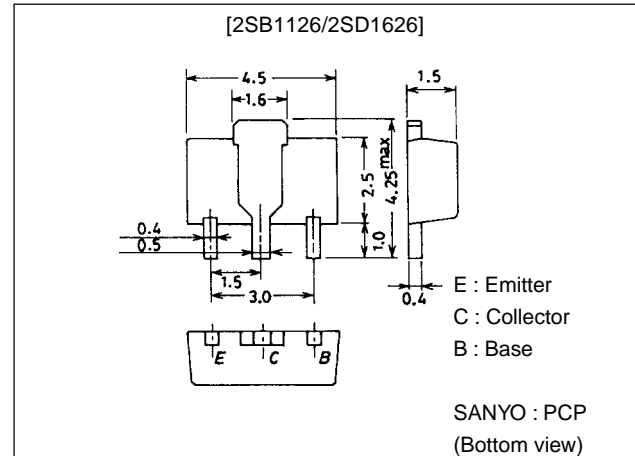 [2SB1126/2SD1626]
4.5
1.6
1.5
2.5
4.25max
1.0
0.4
0.5
1.5
3.0
0.4
E : Emitter
C : Collector
B : Base
E C B
SANYO : PCP
(Bottom view)